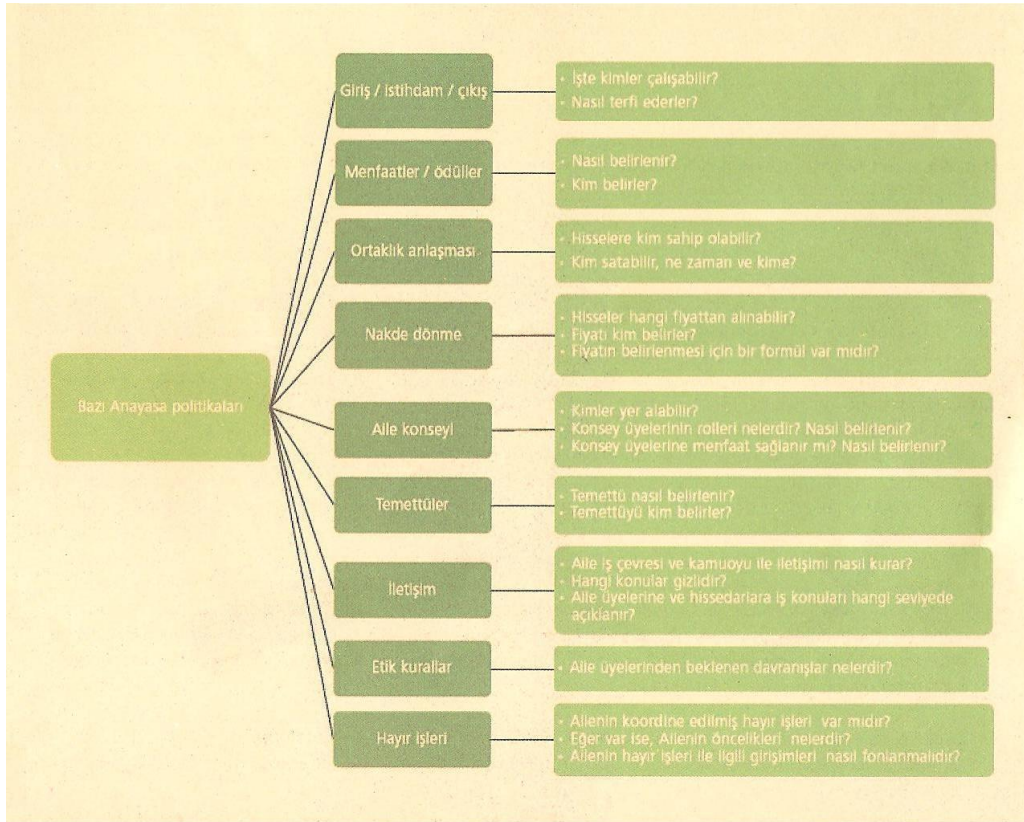 Bazı Anayasa politikaları
Giriş / istihdam / çıkış
• İşte kimler çalışabilir?
• Nasıl terfi ederler?
Menfaatler / ödüller
• Nasıl belirlenir?
• Kim belirler?
Ortaklık anlaşması
• Hisselere kim sahip olabilir?
• Kim satabilir, ne zaman ve kime?
Nakde dönme
• Hisseler hangi fiyattan alınabilir?
• Fiyatı kim belirler?
• Fiyatın belirlenmesi için bir formül var mıdır?
Aile konseyi
• Kimler yer alabilir?
• Konsey üyelerinin rolleri nelerdir? Nasıl belirlenir?
• Konsey üyelerine menfaat sağlanır mı? Nasıl belirlenir?
Temettüler
• Temettü nasıl belirlenir?
• Temettüyü kim belirler?
İletişim
• Aile iş çevresi ve kamuoyu ile iletişimi nasıl kurar?
• Hangi konular gizlidir?
• Aile üyelerine ve hissedarlara iş konuları hangi seviyede
açıklanır?
Etik kurallar
• Aile üyelerinden beklenen davranışlar nelerdir?
Hayır işleri
• Ailenin koordine edilmiş hayır işleri var mıdır?
• Eğer var ise, Ailenin öncelikleri nelerdir?
• Ailenin hayır işleri ile ilgili girişimleri nasıl fonlanmalıdır?